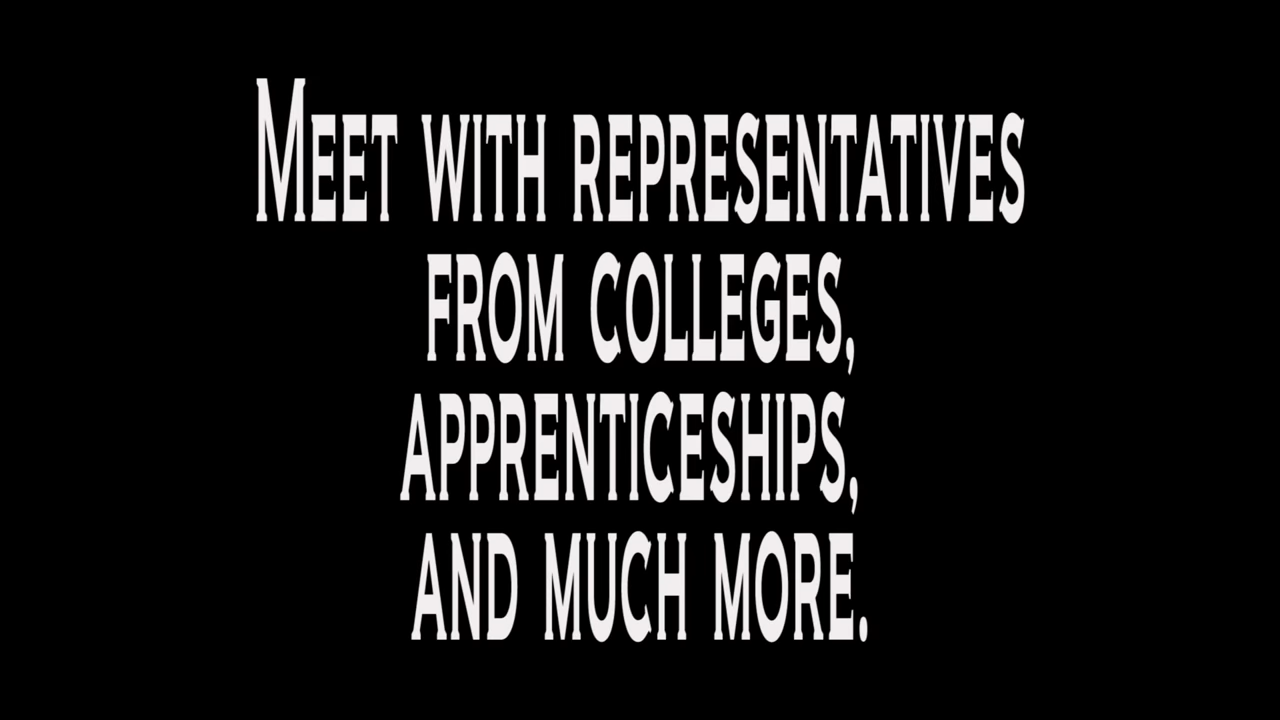 Meet with representatives
from colleges,
apprenticeships,
and much more.